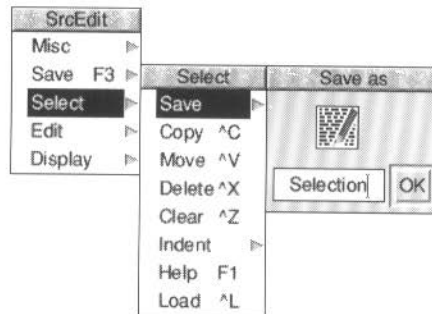 SrcEdit
Misc
Save F3
Select
Edit
Display
Select
Save
Copy ^C
Move ^V
Delete ^X
Clear ^Z
Indent
Help F1
Load ^L
Save as
Selection
OK